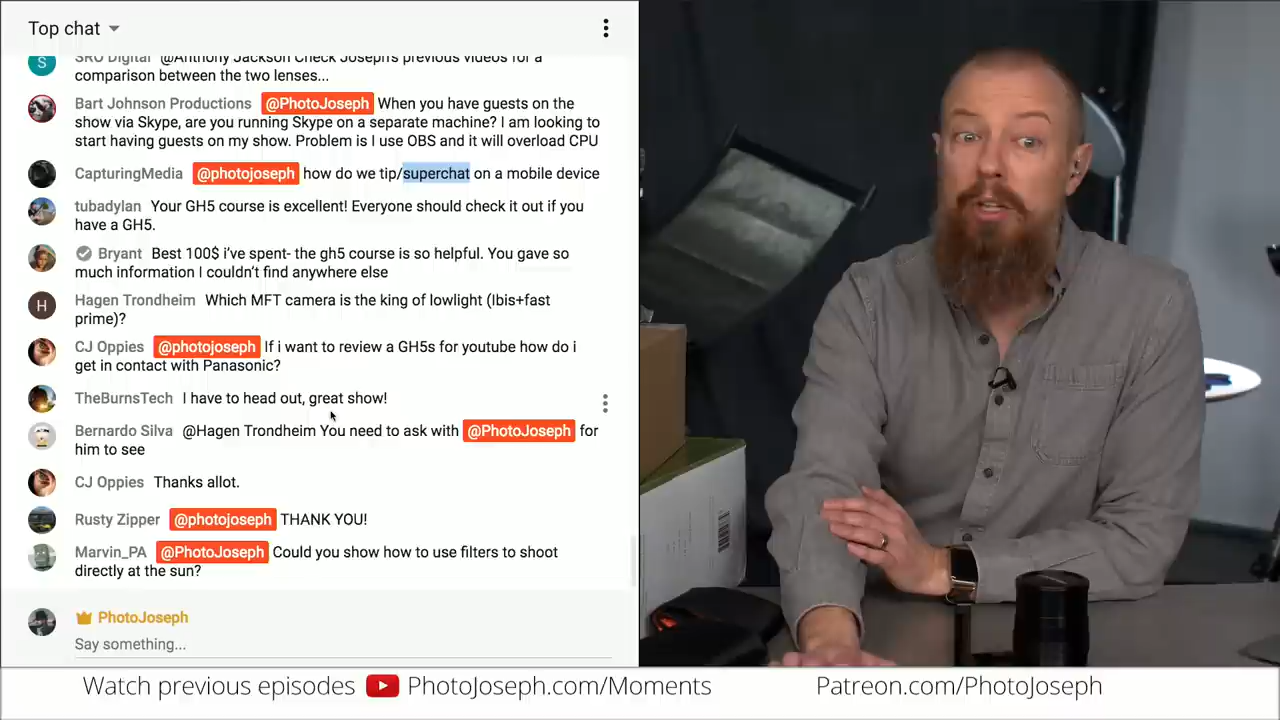 Top chat
S
SRO Digital @Anthony Jackson Check Joseph's previous videos for a
comparison between the two lenses...
Bart Johnson Productions @PhotoJoseph When you have guests on the
show via Skype, are you running Skype on a separate machine? I am looking to
start having guests on my show. Problem is I use OBS and it will overload CPU
CapturingMedia @photojoseph how do we tip/superchat on a mobile device
tubadylan Your GH5 course is excellent! Everyone should check it out if you
have a GH5.
Bryant Best 100$ i've spent- the gh5 course is so helpful. You gave so
much information I couldn't find anywhere else
H
Hagen Trondheim Which MFT camera is the king of lowlight (Ibis+fast
prime)?
CJ Oppies @photojoseph If i want to review a GH5s for youtube how do i
get in contact with Panasonic?
TheBurnsTech I have to head out, great show!
Bernardo Silva @Hagen Trondheim You need to ask with @PhotoJoseph for
him to see
CJ Oppies Thanks allot.
Rusty Zipper @photojoseph THANK YOU!
Marvin_PA @PhotoJoseph Could you show how to use filters to shoot
directly at the sun?
PhotoJoseph
Say something...
Watch previous episodes PhotoJoseph.com/Moments
Patreon.com/PhotoJoseph